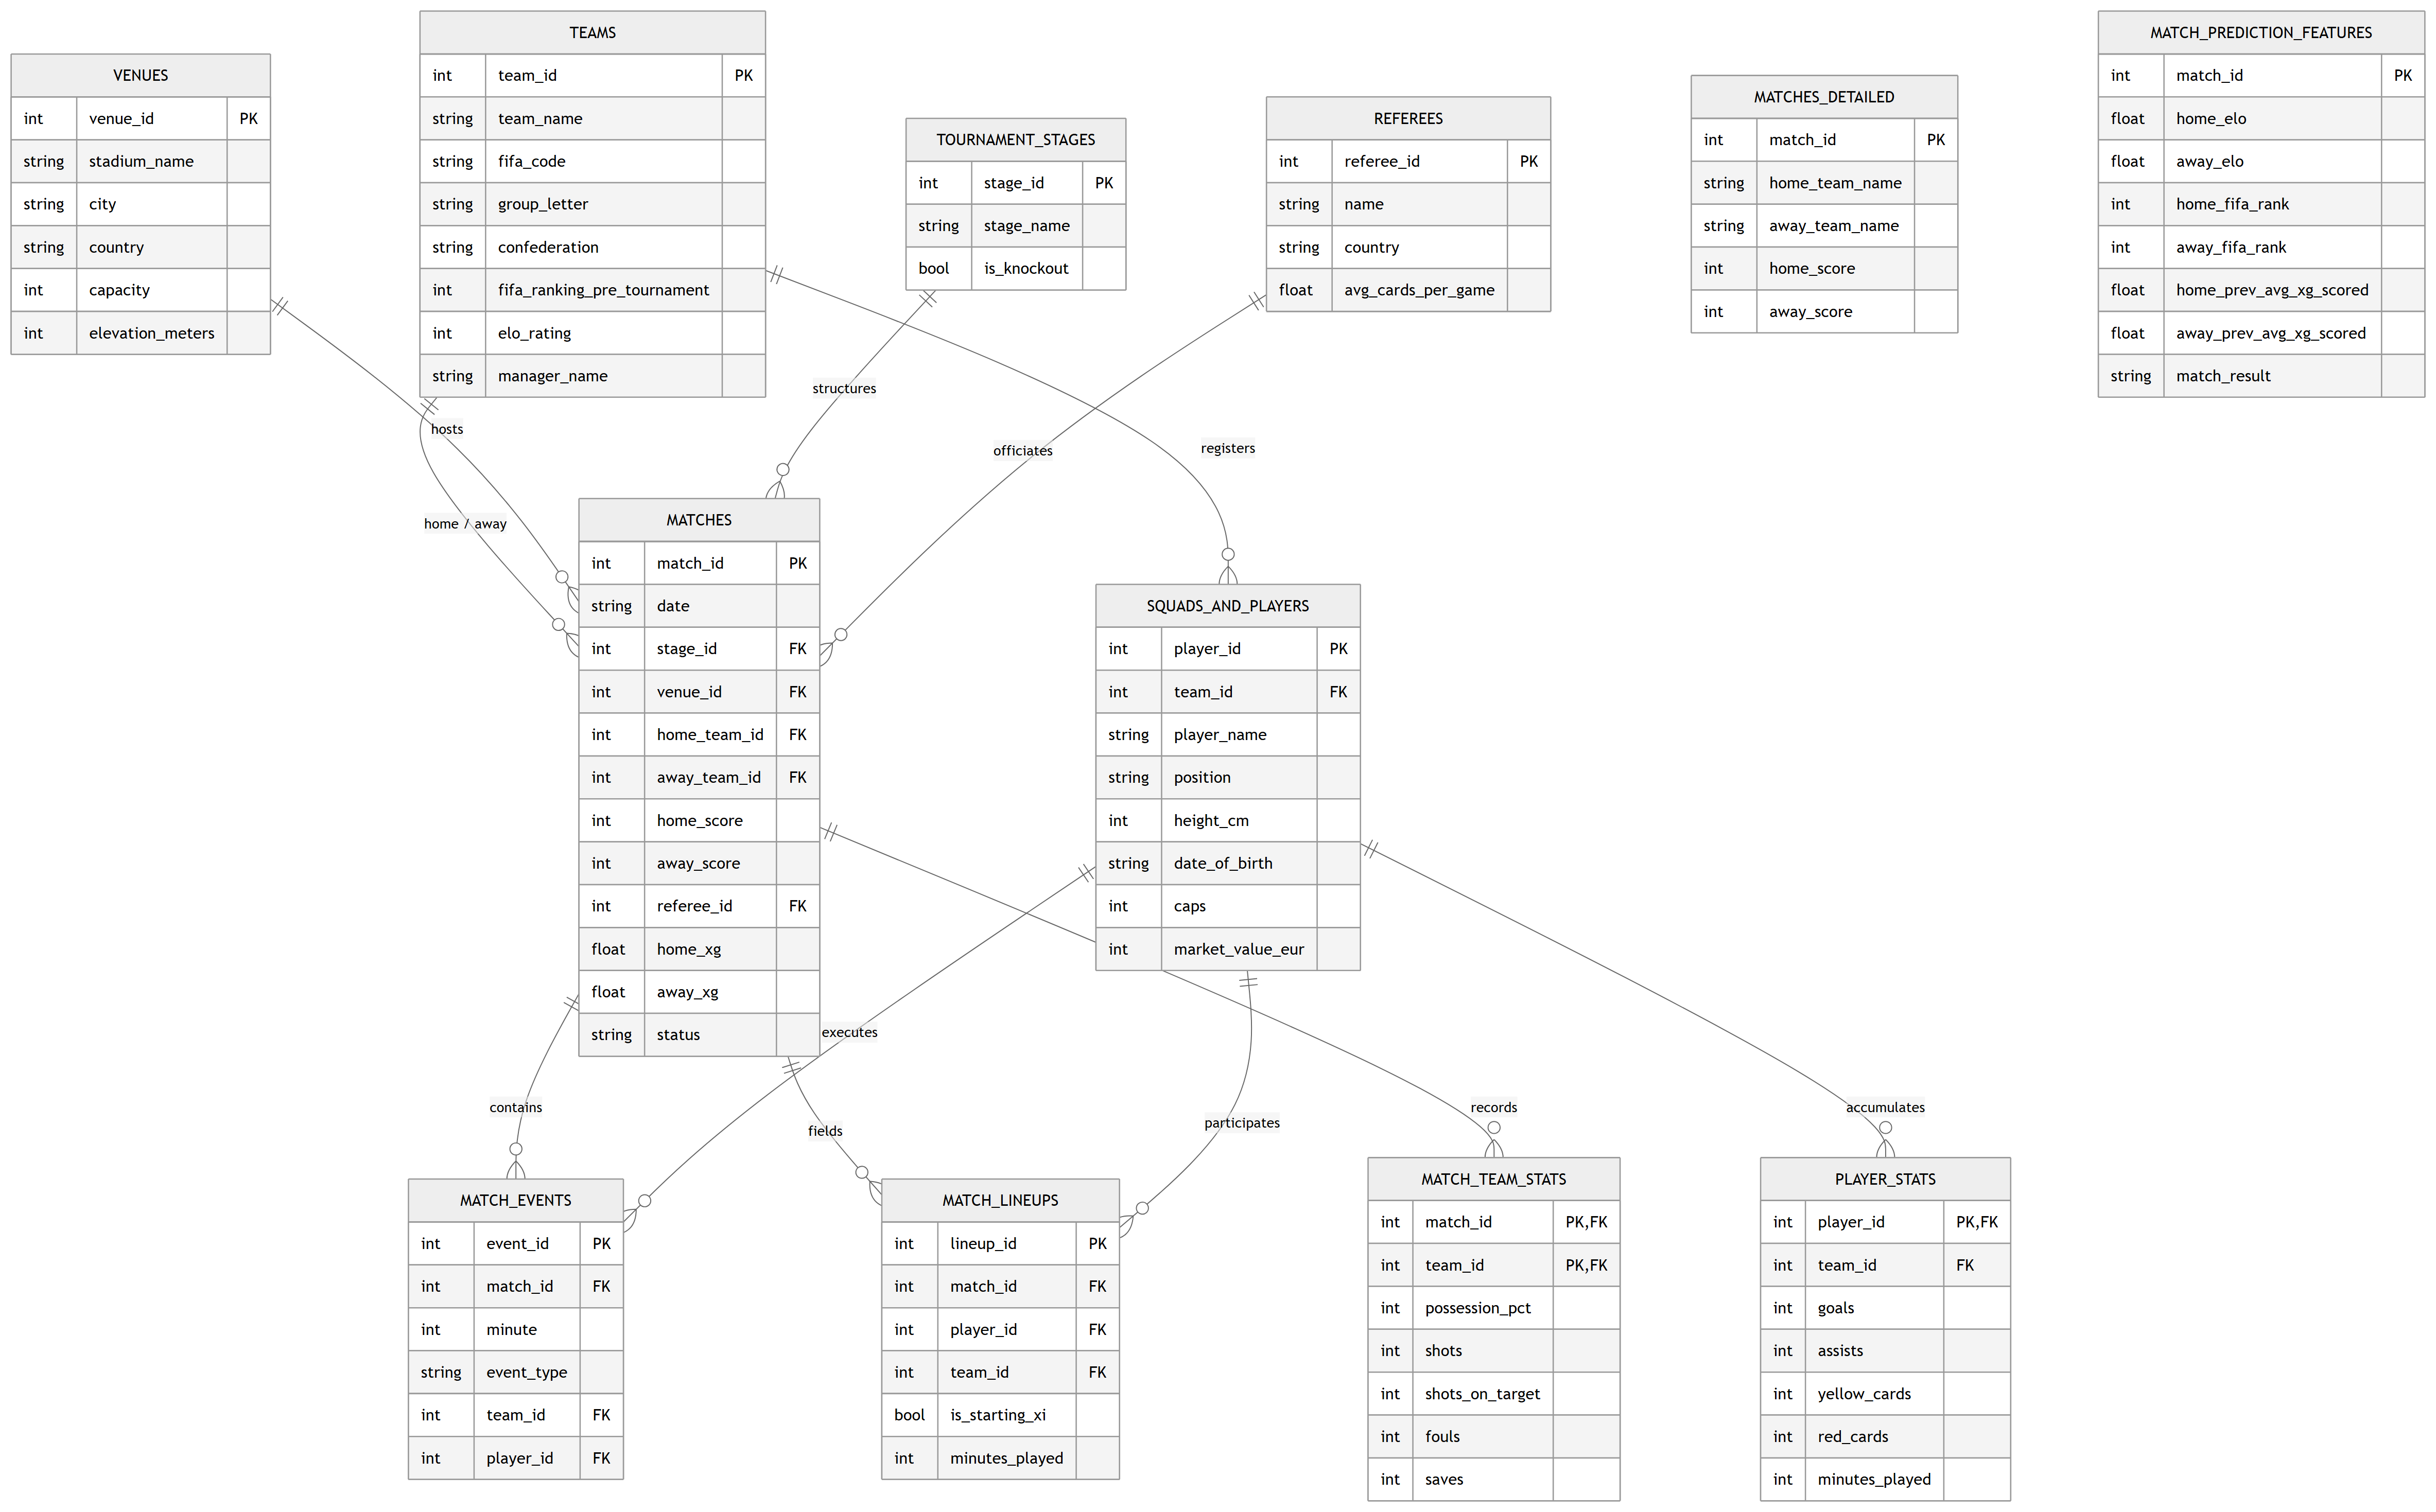 VENUES
int venue_id PK
string stadium_name
string city
string country
int capacity
int elevation_meters
TEAMS
int team_id PK
string team_name
string fifa_code
string group_letter
string confederation
int fifa_ranking_pre_tournament
int elo_rating
string manager_name
TOURNAMENT_STAGES
int stage_id PK
string stage_name
bool is_knockout
REFEREES
int referee_id PK
string name
string country
float avg_cards_per_game
MATCHES_DETAILED
int match_id PK
string home_team_name
string away_team_name
int home_score
int away_score
MATCH_PREDICTION_FEATURES
int match_id PK
float home_elo
float away_elo
int home_fifa_rank
int away_fifa_rank
float home_prev_avg_xg_scored
float away_prev_avg_xg_scored
string match_result
hosts
home / away
structures
officiates
registers
MATCHES
int match_id PK
string date
int stage_id FK
int venue_id FK
int home_team_id FK
int away_team_id FK
int home_score
int away_score
int referee_id FK
float home_xg
float away_xg
string status
SQUADS_AND_PLAYERS
int player_id PK
int team_id FK
string player_name
string position
int height_cm
string date_of_birth
int caps
int market_value_eur
contains
fields
executes
participates
records
accumulates
MATCH_EVENTS
int event_id PK
int match_id FK
int minute
string event_type
int team_id FK
int player_id FK
MATCH_LINEUPS
int lineup_id PK
int match_id FK
int player_id FK
int team_id FK
bool is_starting_xi
int minutes_played
MATCH_TEAM_STATS
int match_id PK,FK
int team_id PK,FK
int possession_pct
int shots
int shots_on_target
int fouls
int saves
PLAYER_STATS
int player_id PK,FK
int team_id FK
int goals
int assists
int yellow_cards
int red_cards
int minutes_played